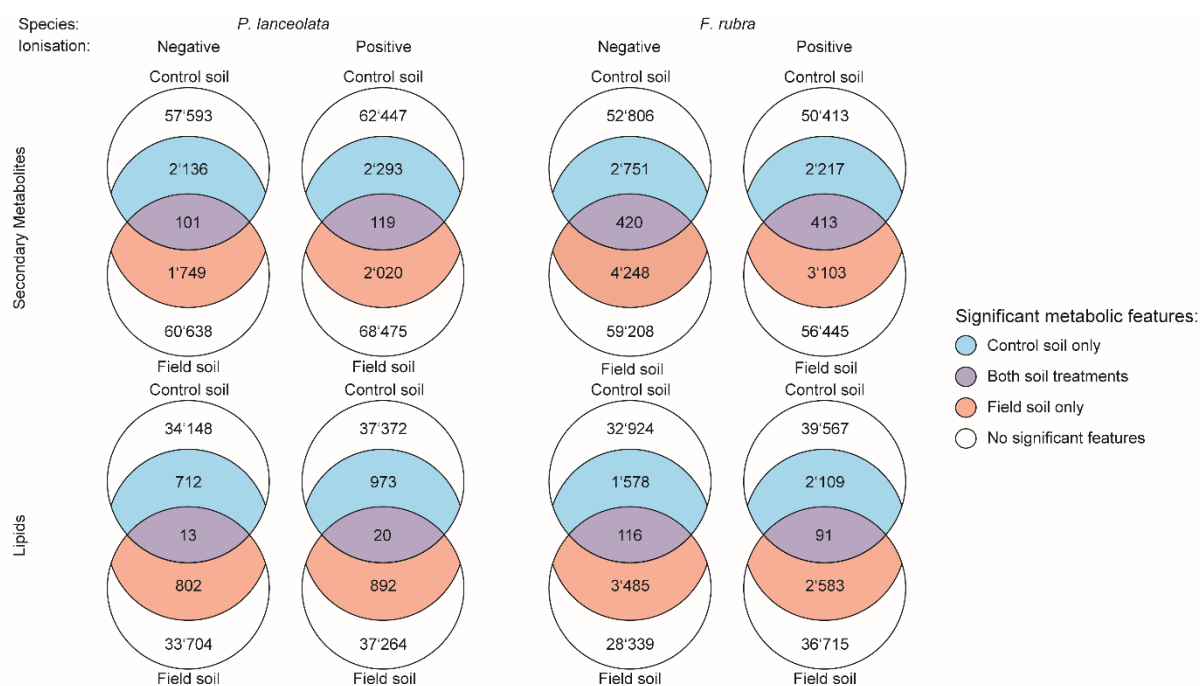 Species: P. lanceolata F. rubra
Ionisation: Negative Positive Negative Positive
Control soil Control soil Control soil Control soil
57‘593 62‘447 52‘806 50‘413
2‘136 2‘293 2‘751 2‘217
Secondary Metabolites
101 119 420 413
1‘749 2‘020 4‘248 3‘103
60‘638 68‘475 59‘208 56‘445
Field soil Field soil Field soil Field soil
Control soil Control soil Control soil Control soil
34‘148 37‘372 32‘924 39‘567
712 973 1‘578 2‘109
Lipids
13 20 116 91
802 892 3‘485 2‘583
33‘704 37‘264 28‘339 36‘715
Field soil Field soil Field soil Field soil
Significant metabolic features:
Control soil only
Both soil treatments
Field soil only
No significant features